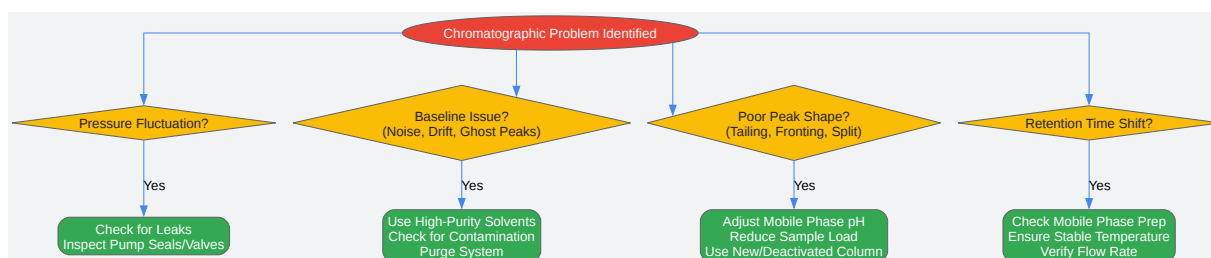 Chromatographic Problem Identified
Pressure Fluctuation?
Baseline Issue?
(Noise, Drift, Ghost Peaks)
Poor Peak Shape?
(Tailing, Fronting, Split)
Retention Time Shift?
Yes
Yes
Yes
Yes
Check for Leaks
Inspect Pump Seals/Valves
Use High-Purity Solvents
Check for Contamination
Purge System
Adjust Mobile Phase pH
Reduce Sample Load
Use New/Deactivated Column
Check Mobile Phase Prep
Ensure Stable Temperature
Verify Flow Rate